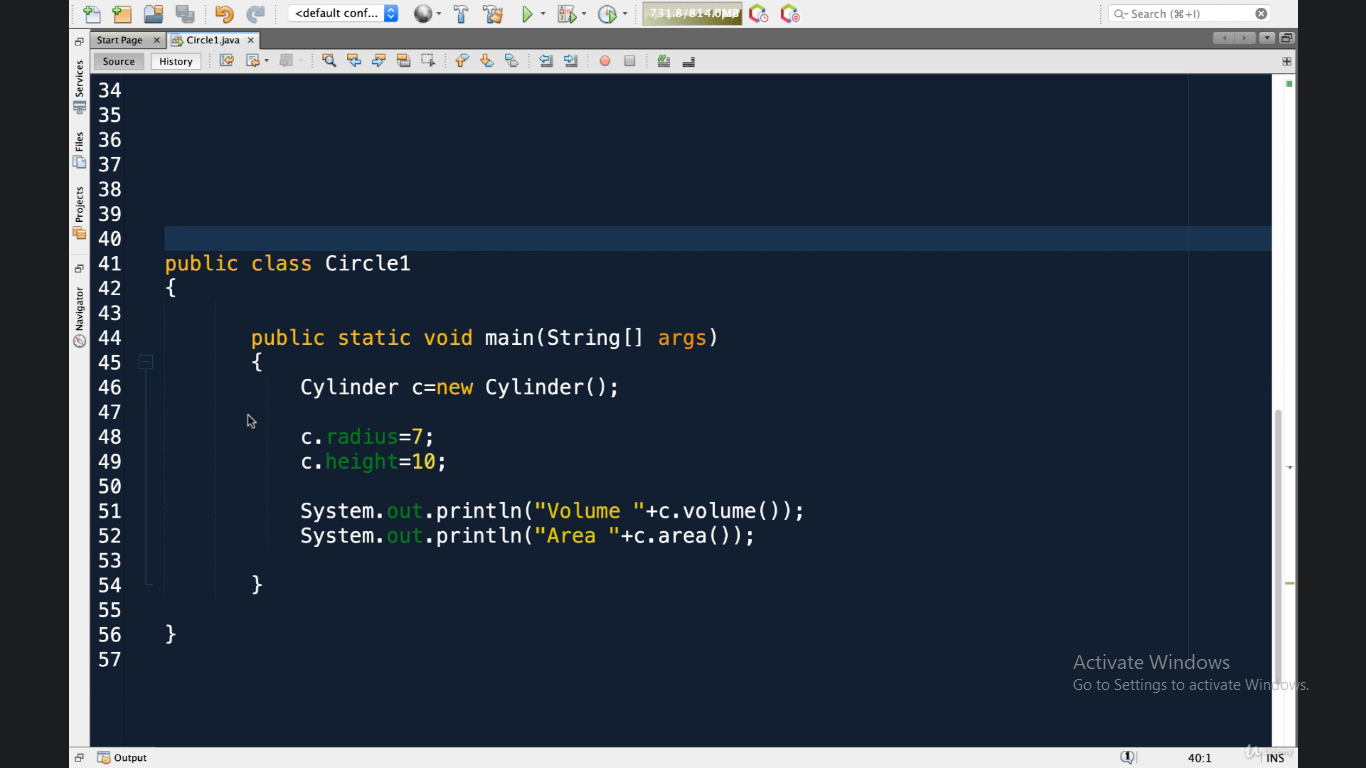 <default conf...
731.8/814.0MB
Search (⌘+I)
Start Page
Circle1.java
Source
History
Services
Files
Projects
Navigator
34
35
36
37
38
39
40
41 public class Circle1
42 {
43
44 public static void main(String[] args)
45 {
46 Cylinder c=new Cylinder();
47
48 c.radius=7;
49 c.height=10;
50
51 System.out.println("Volume "+c.volume());
52 System.out.println("Area "+c.area());
53
54 }
55
56 }
57
Activate Windows
Go to Settings to activate Windows.
Output
40:1
INS